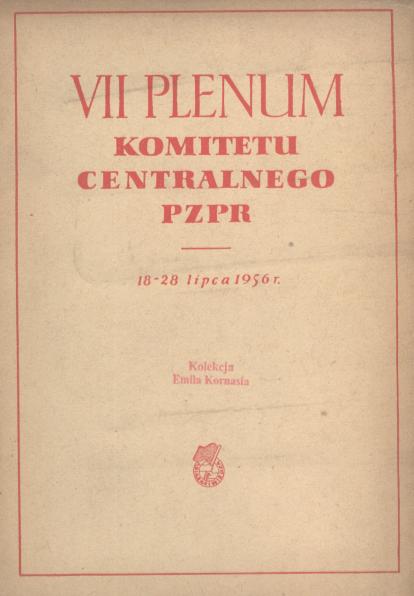 VII PLENUM
KOMITETU
CENTRALNEGO
PZPR
18-28 lipca 1956 r.
Kolekcja
Emila Kornasia